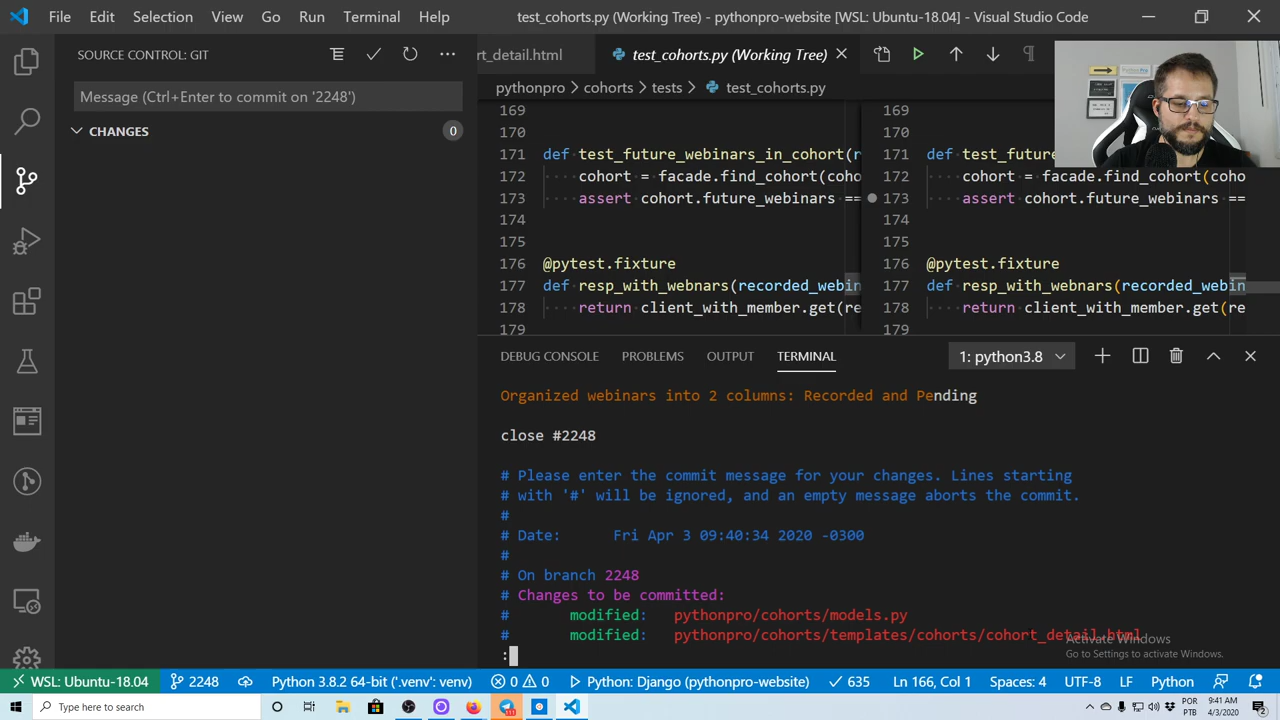 File Edit Selection View Go Run Terminal Help
test_cohorts.py (Working Tree) - pythonpro-website [WSL: Ubuntu-18.04] - Visual Studio Code
SOURCE CONTROL: GIT
Message (Ctrl+Enter to commit on '2248')
CHANGES
0
rt_detail.html
test_cohorts.py (Working Tree)
pythonpro > cohorts > tests > test_cohorts.py
169
170
171 def test_future_webinars_in_cohort(r
172 cohort = facade.find_cohort(coho
173 assert cohort.future_webinars ==
174
175
176 @pytest.fixture
177 def resp_with_webnars(recorded_webin
178 return client_with_member.get(re
179
169
170
171 def test_futu
172 cohort = facade.find_cohort(coho
173 assert cohort.future_webinars ==
174
175
176 @pytest.fixture
177 def resp_with_webnars(recorded_webin
178 return client_with_member.get(re
179
DEBUG CONSOLE PROBLEMS OUTPUT TERMINAL
1: python3.8
Organized webinars into 2 columns: Recorded and Pending
close #2248
# Please enter the commit message for your changes. Lines starting
# with '#' will be ignored, and an empty message aborts the commit.
#
# Date: Fri Apr 3 09:40:34 2020 -0300
#
# On branch 2248
# Changes to be committed:
# modified: pythonpro/cohorts/models.py
# modified: pythonpro/cohorts/templates/cohorts/cohort_detail.html
:
Activate Windows
Go to Settings to activate Windows.
WSL: Ubuntu-18.04 2248 Python 3.8.2 64-bit ('.venv': venv) 0 0 Python: Django (pythonpro-website) 635 Ln 166, Col 1 Spaces: 4 UTF-8 LF Python
Type here to search
POR
PTB
9:41 AM
4/3/2020
2